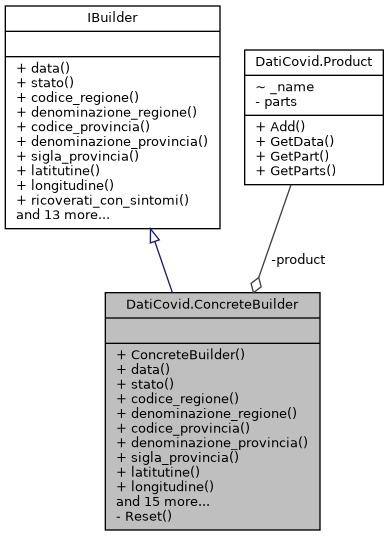 IBuilder
+ data()
+ stato()
+ codice_regione()
+ denominazione_regione()
+ codice_provincia()
+ denominazione_provincia()
+ sigla_provincia()
+ latitutine()
+ longitudine()
+ ricoverati_con_sintomi()
and 13 more...
DatiCovid.Product
~ _name
- parts
+ Add()
+ GetData()
+ GetPart()
+ GetParts()
-product
DatiCovid.ConcreteBuilder
+ ConcreteBuilder()
+ data()
+ stato()
+ codice_regione()
+ denominazione_regione()
+ codice_provincia()
+ denominazione_provincia()
+ sigla_provincia()
+ latitutine()
+ longitudine()
and 15 more...
- Reset()